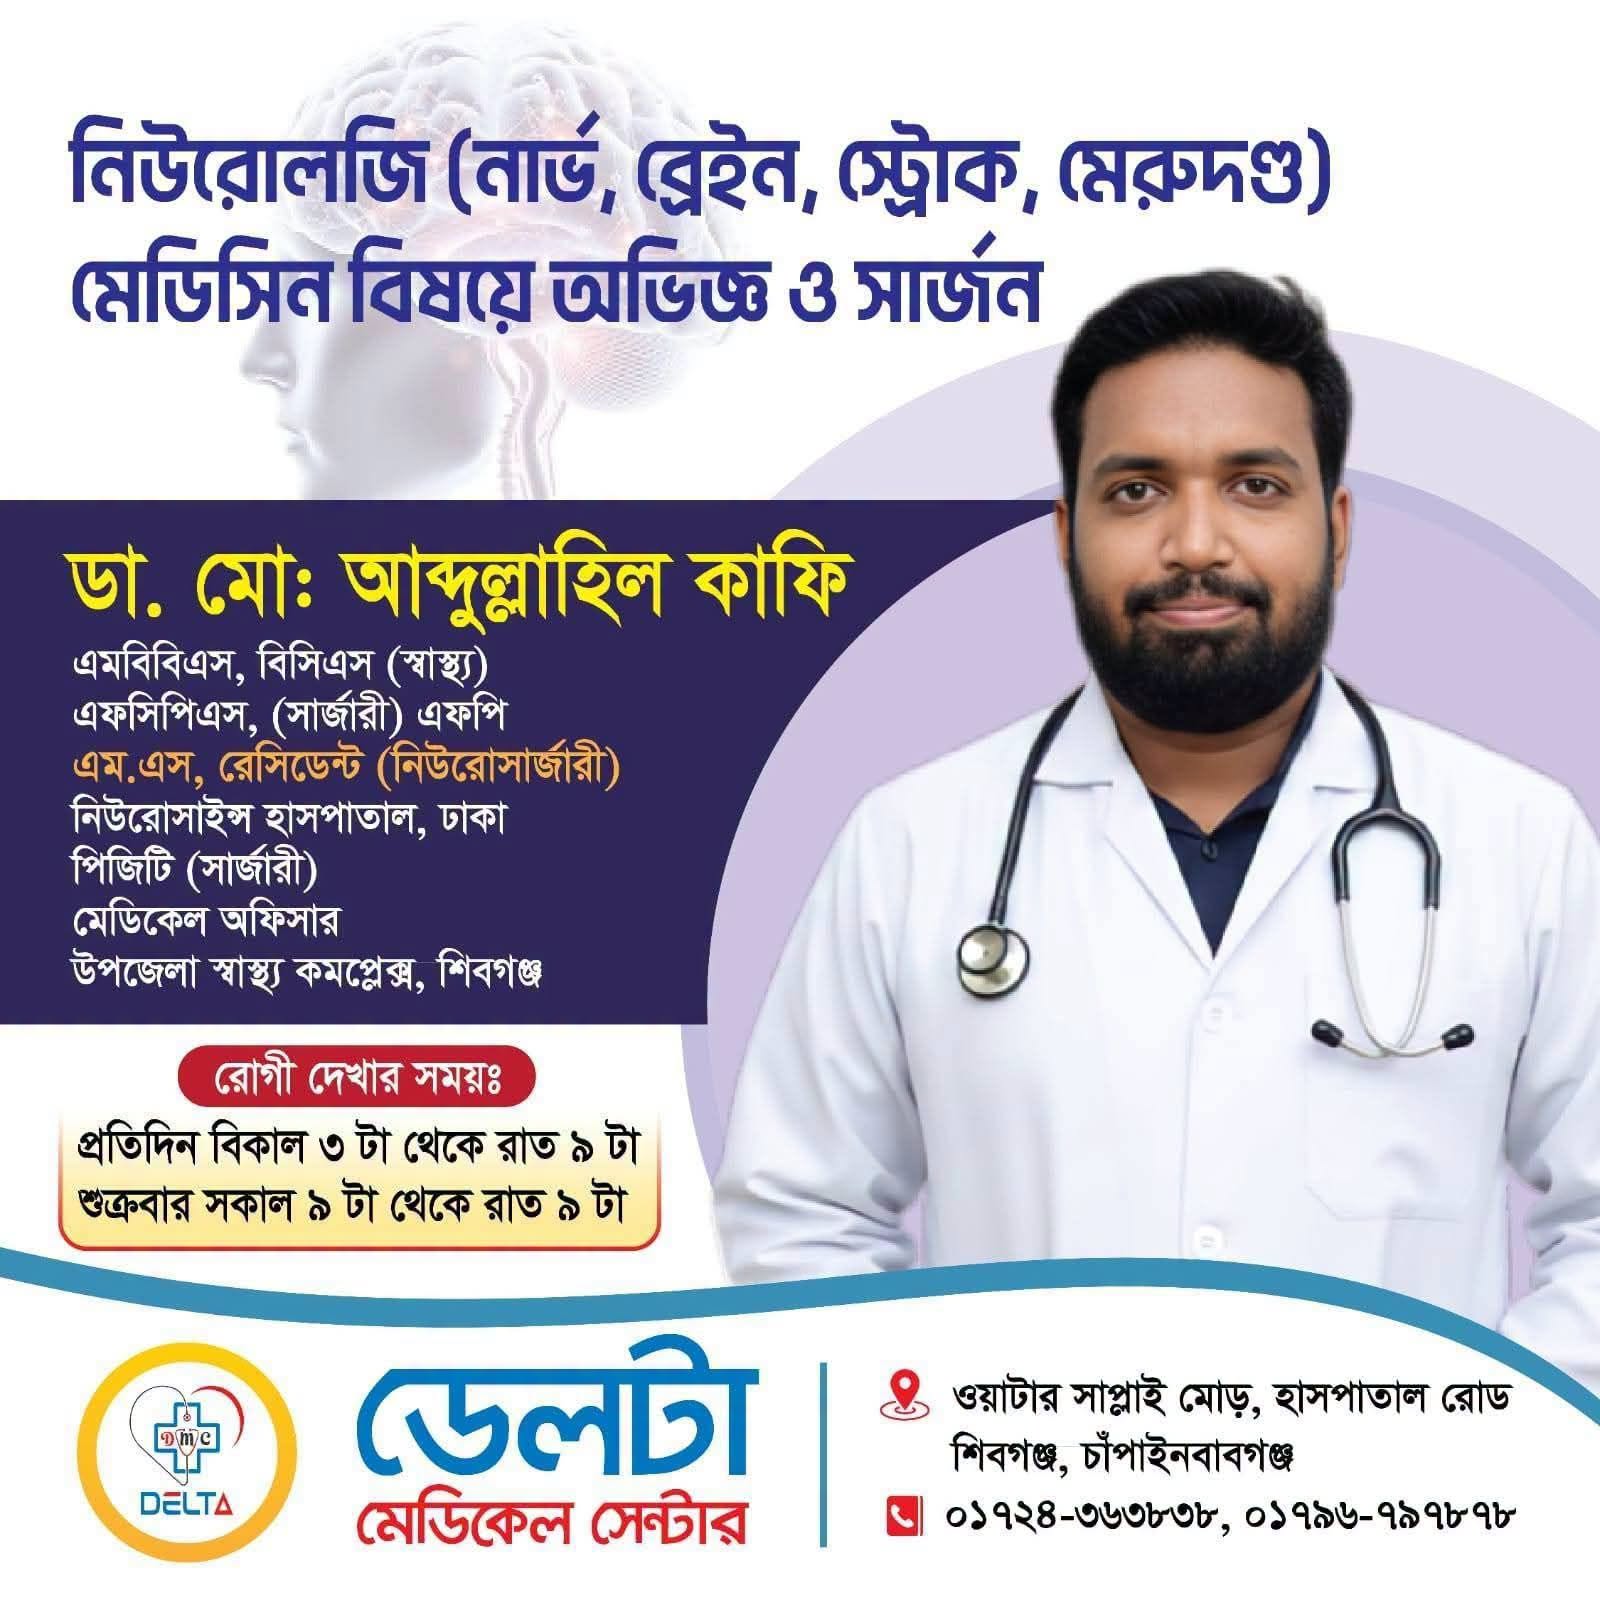 নিউরোলজি (নার্ভ, ব্রেইন, স্ট্রোক, মেরুদণ্ড)
মেডিসিন বিষয়ে অভিজ্ঞ ও সার্জন
ডা. মো: আব্দুল্লাহিল কাফি
এমবিবিএস, বিসিএস (স্বাস্থ্য)
এফসিপিএস, (সার্জারী) এফপি
এম.এস, রেসিডেন্ট (নিউরোসার্জারী)
নিউরোসাইন্স হাসপাতাল, ঢাকা
পিজিটি (সার্জারী)
মেডিকেল অফিসার
উপজেলা স্বাস্থ্য কমপ্লেক্স, শিবগঞ্জ
রোগী দেখার সময়ঃ
প্রতিদিন বিকাল ৩ টা থেকে রাত ৯ টা
শুক্রবার সকাল ৯ টা থেকে রাত ৯ টা
DMC
DELTA
ডেলটা
মেডিকেল সেন্টার
ওয়াটার সাপ্লাই মোড়, হাসপাতাল রোড
শিবগঞ্জ, চাঁপাইনবাবগঞ্জ
০১৭২৪-৩৬৩৮৩৮, ০১৭৯৬-৭৯৭৮৭৮